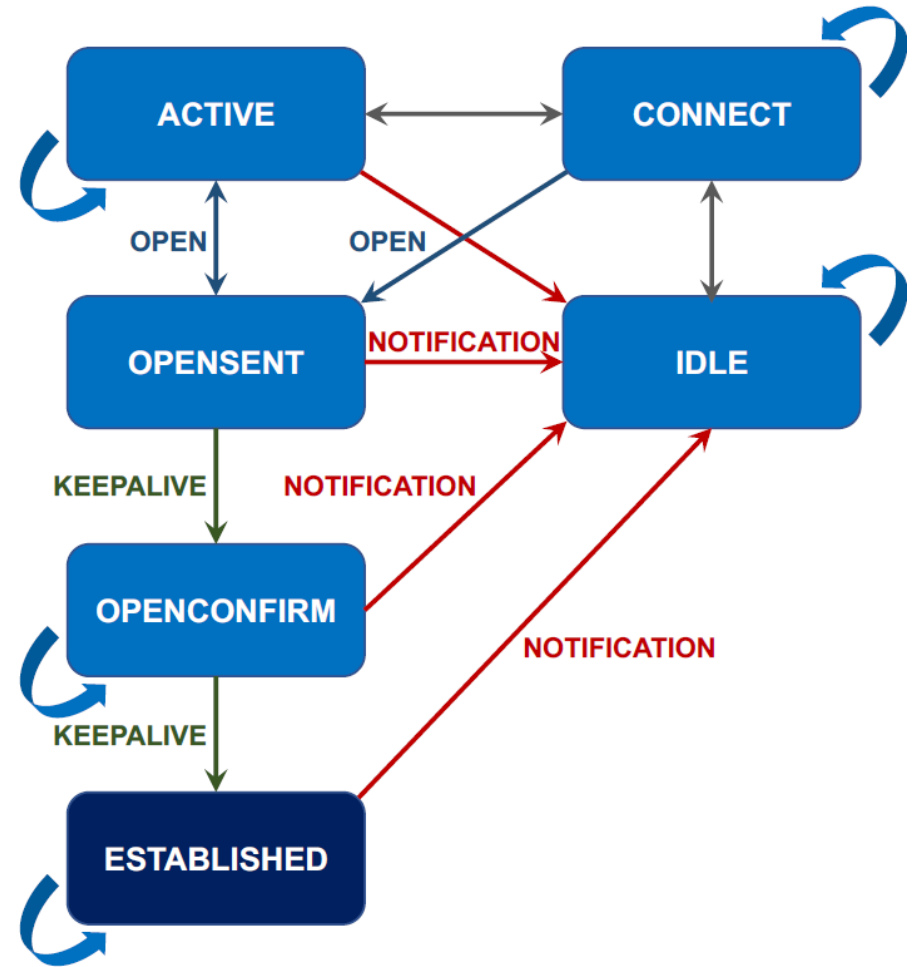 ACTIVE
CONNECT
OPEN
OPEN
OPENSENT
NOTIFICATION
IDLE
KEEPALIVE
NOTIFICATION
OPENCONFIRM
NOTIFICATION
KEEPALIVE
ESTABLISHED